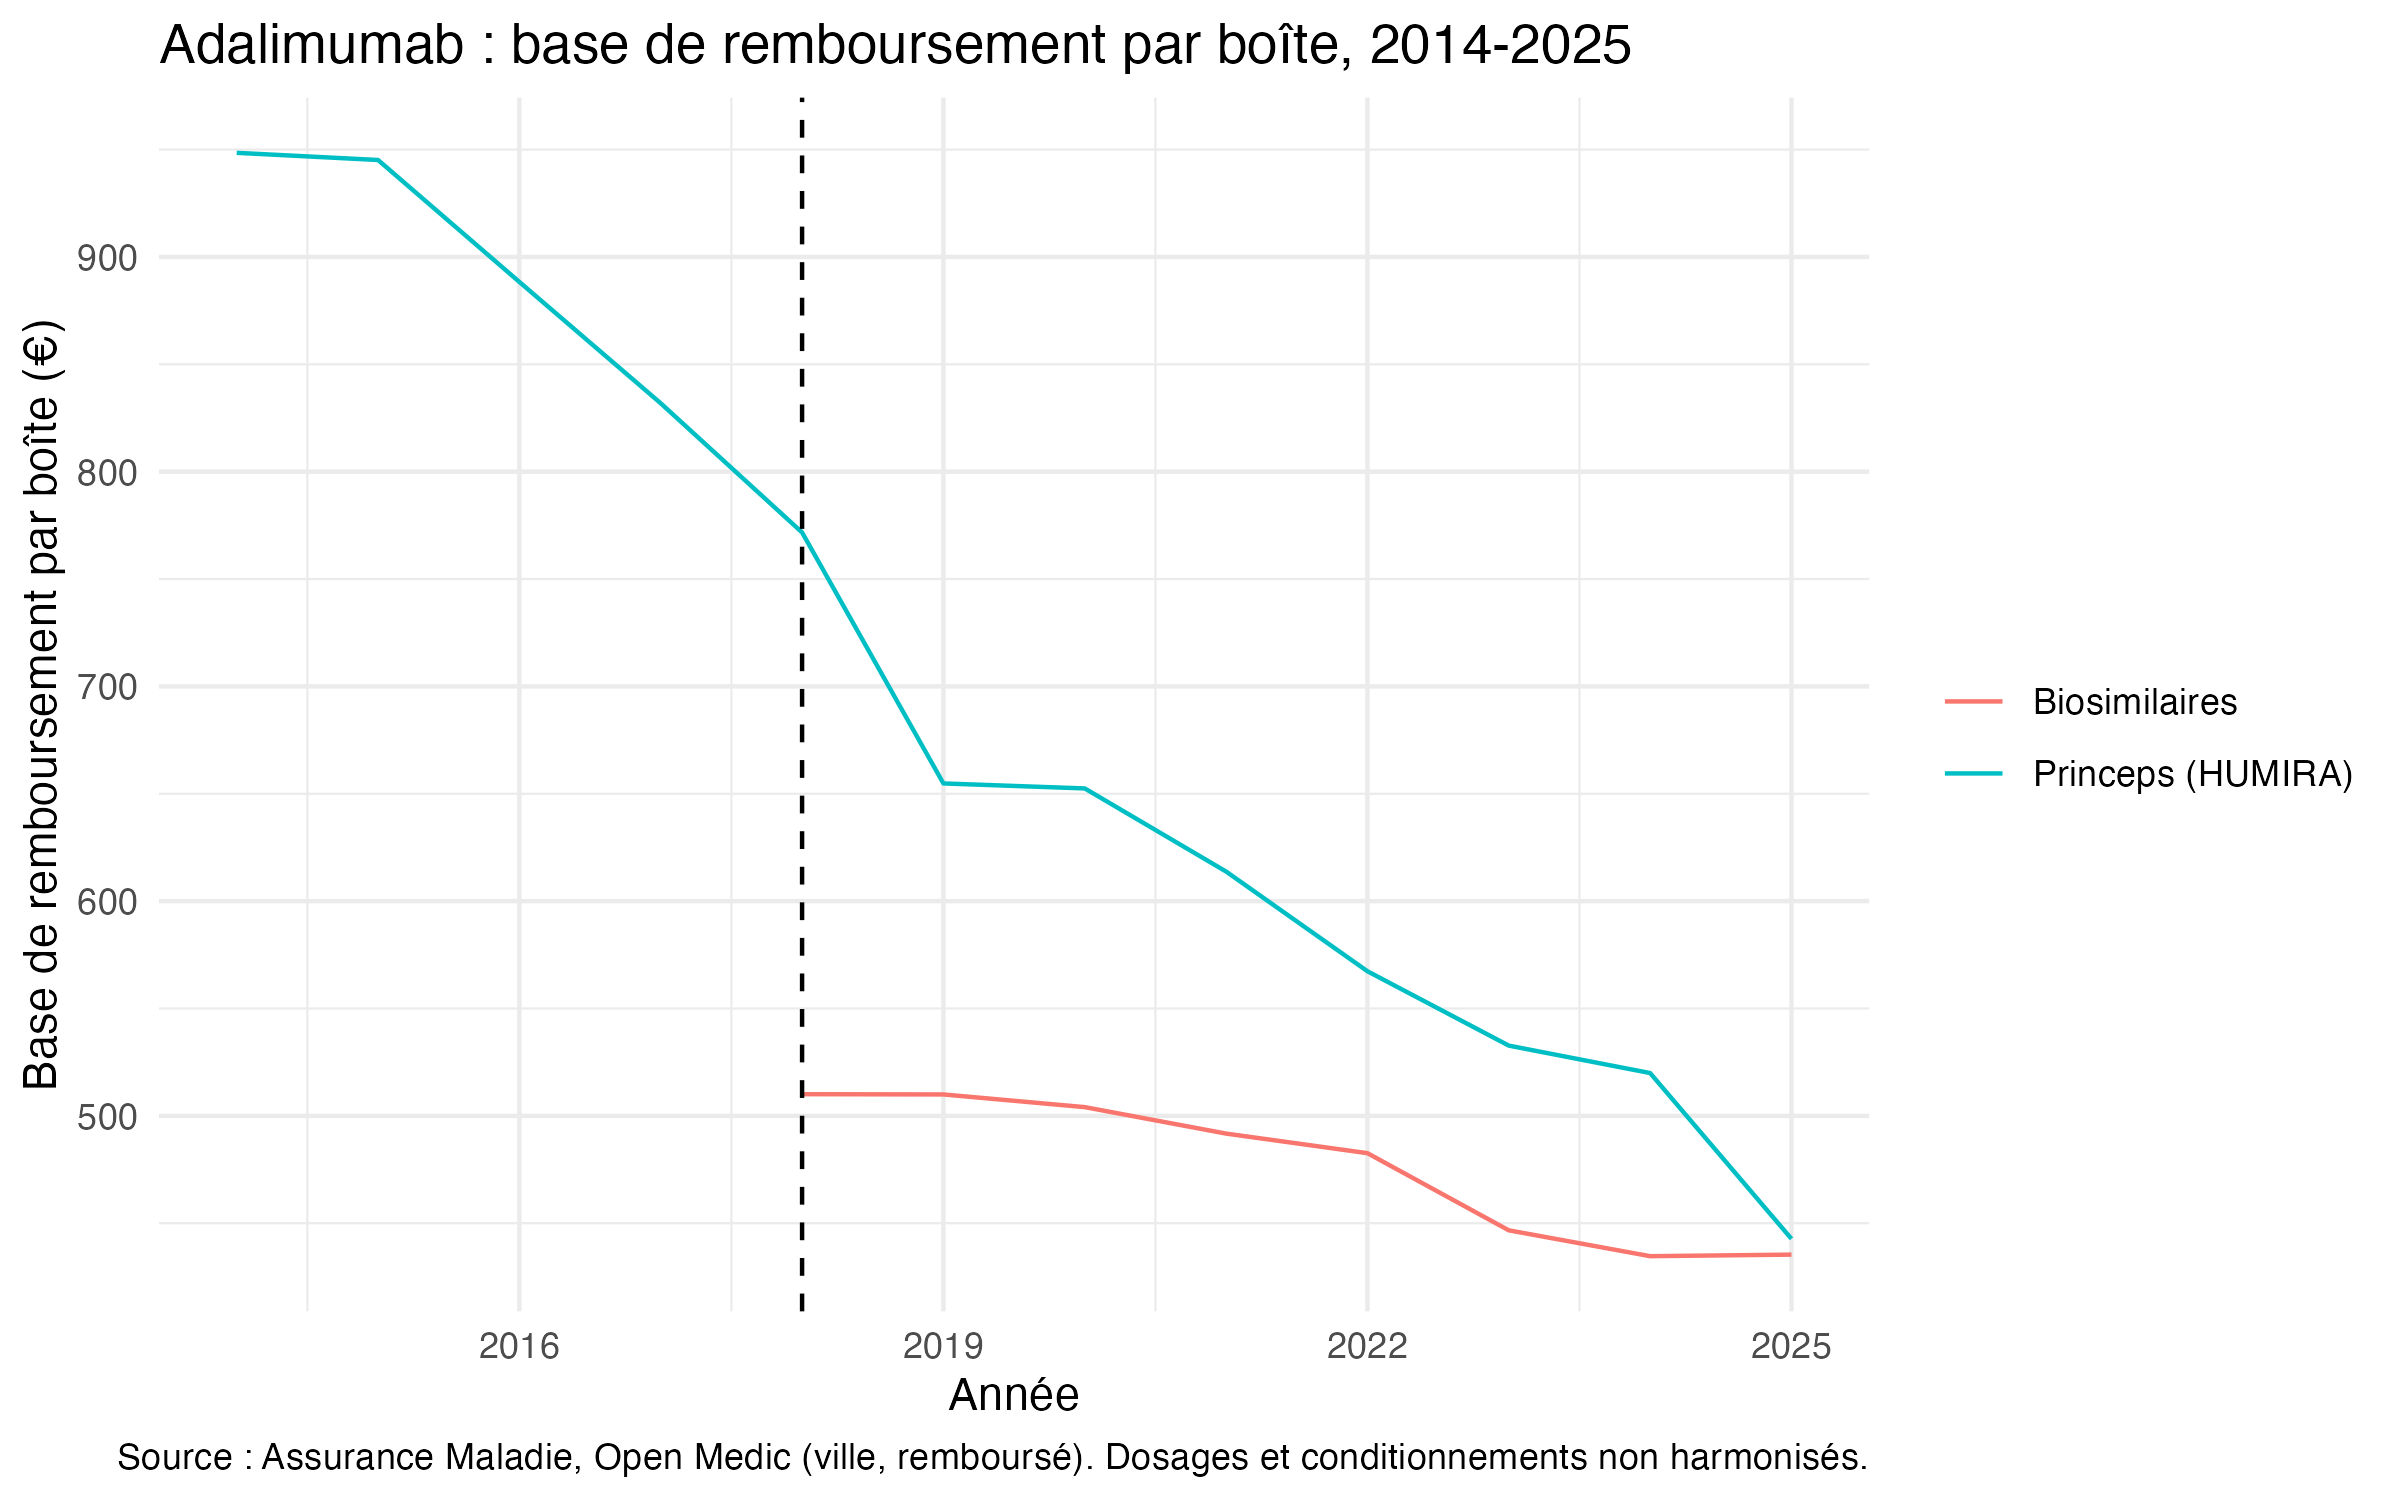 Adalimumab : base de remboursement par boîte, 2014-2025
Base de remboursement par boîte (€)
900
800
700
600
500
2016
2019
2022
2025
Année
Biosimilaires
Princeps (HUMIRA)
Source : Assurance Maladie, Open Medic (ville, remboursé). Dosages et conditionnements non harmonisés.